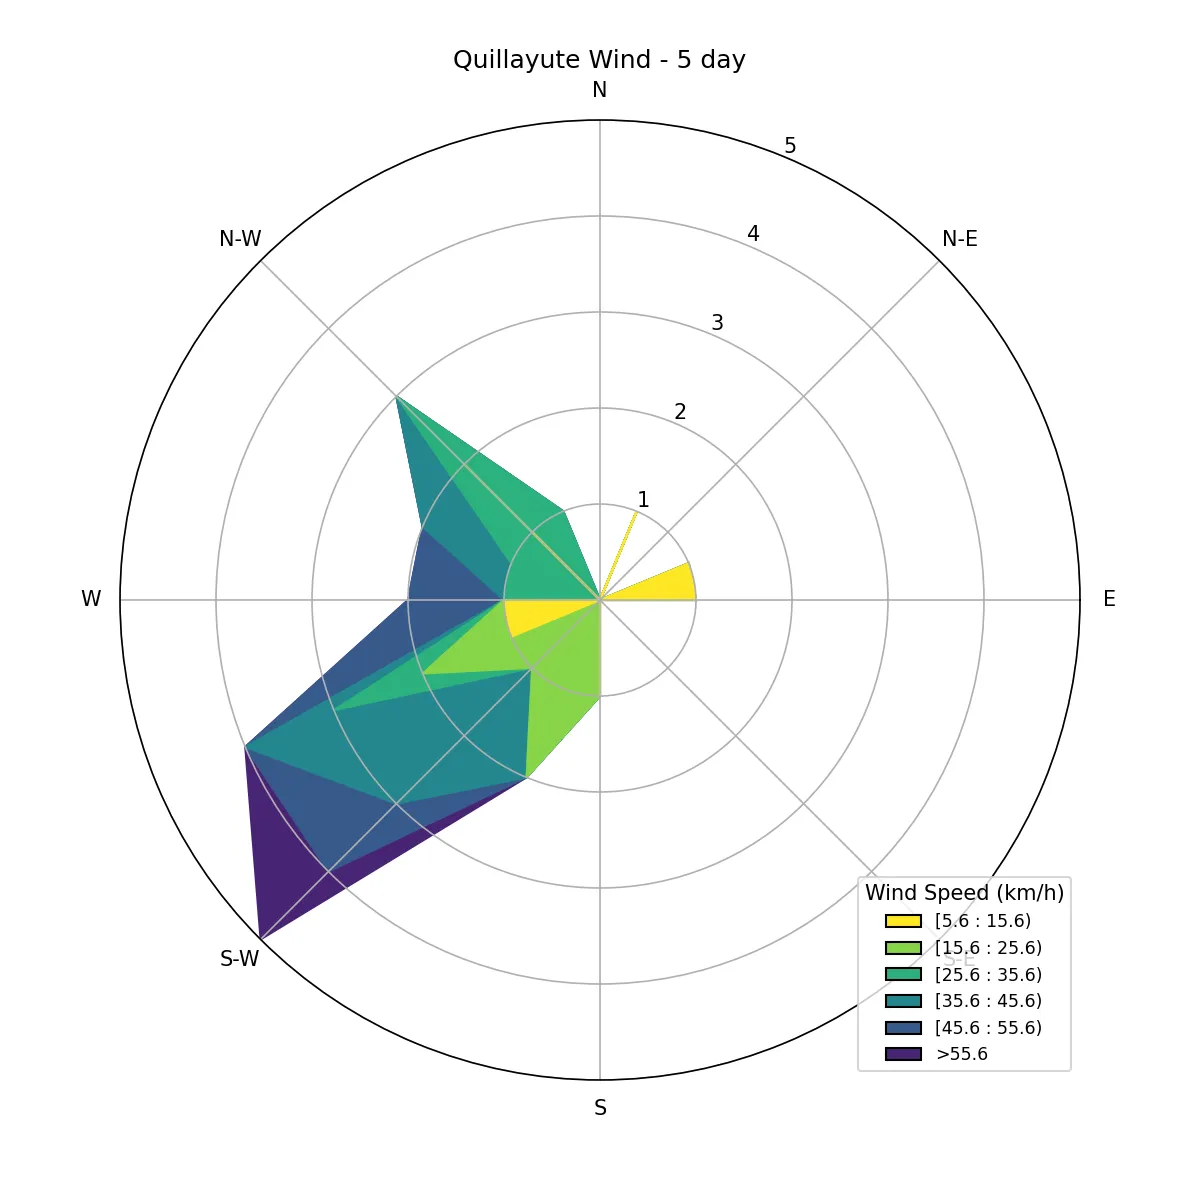 Quillayute Wind - 5 day
N
5
N-W
N-E
4
3
2
1
W
E
S-W
S-E
S
Wind Speed (km/h)
[5.6 : 15.6)
[15.6 : 25.6)
[25.6 : 35.6)
[35.6 : 45.6)
[45.6 : 55.6)
>55.6